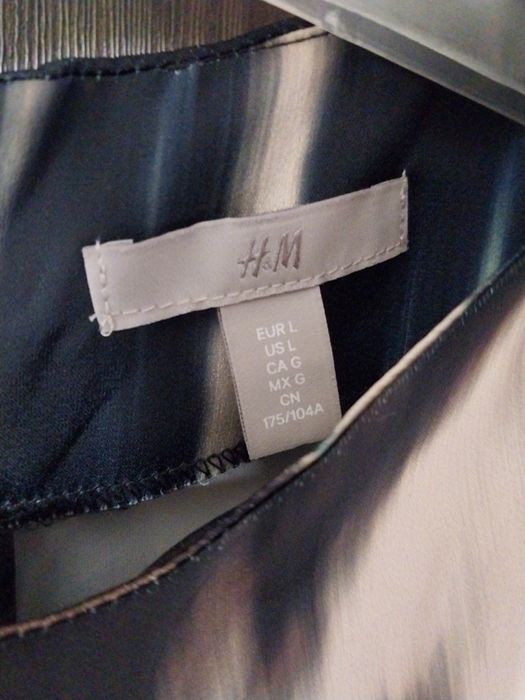 H&M
EUR L
US L
CA G
MX G
CN
175/104A